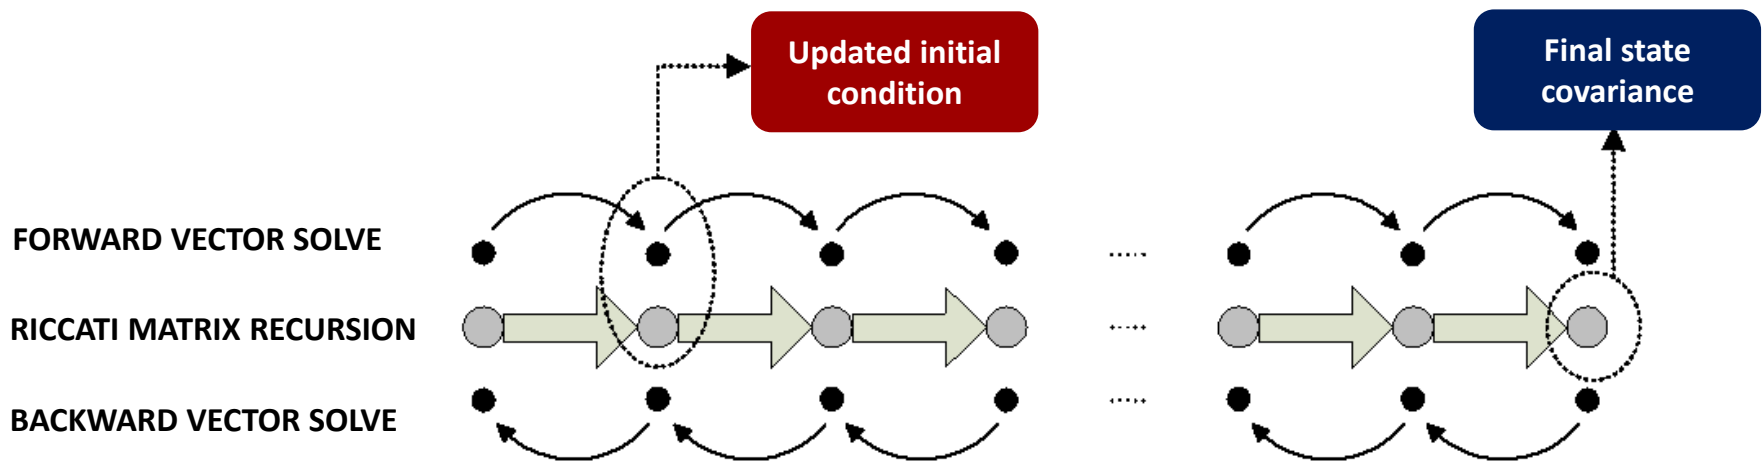 Updated initial
condition
Final state
covariance
FORWARD VECTOR SOLVE
RICCATI MATRIX RECURSION
BACKWARD VECTOR SOLVE